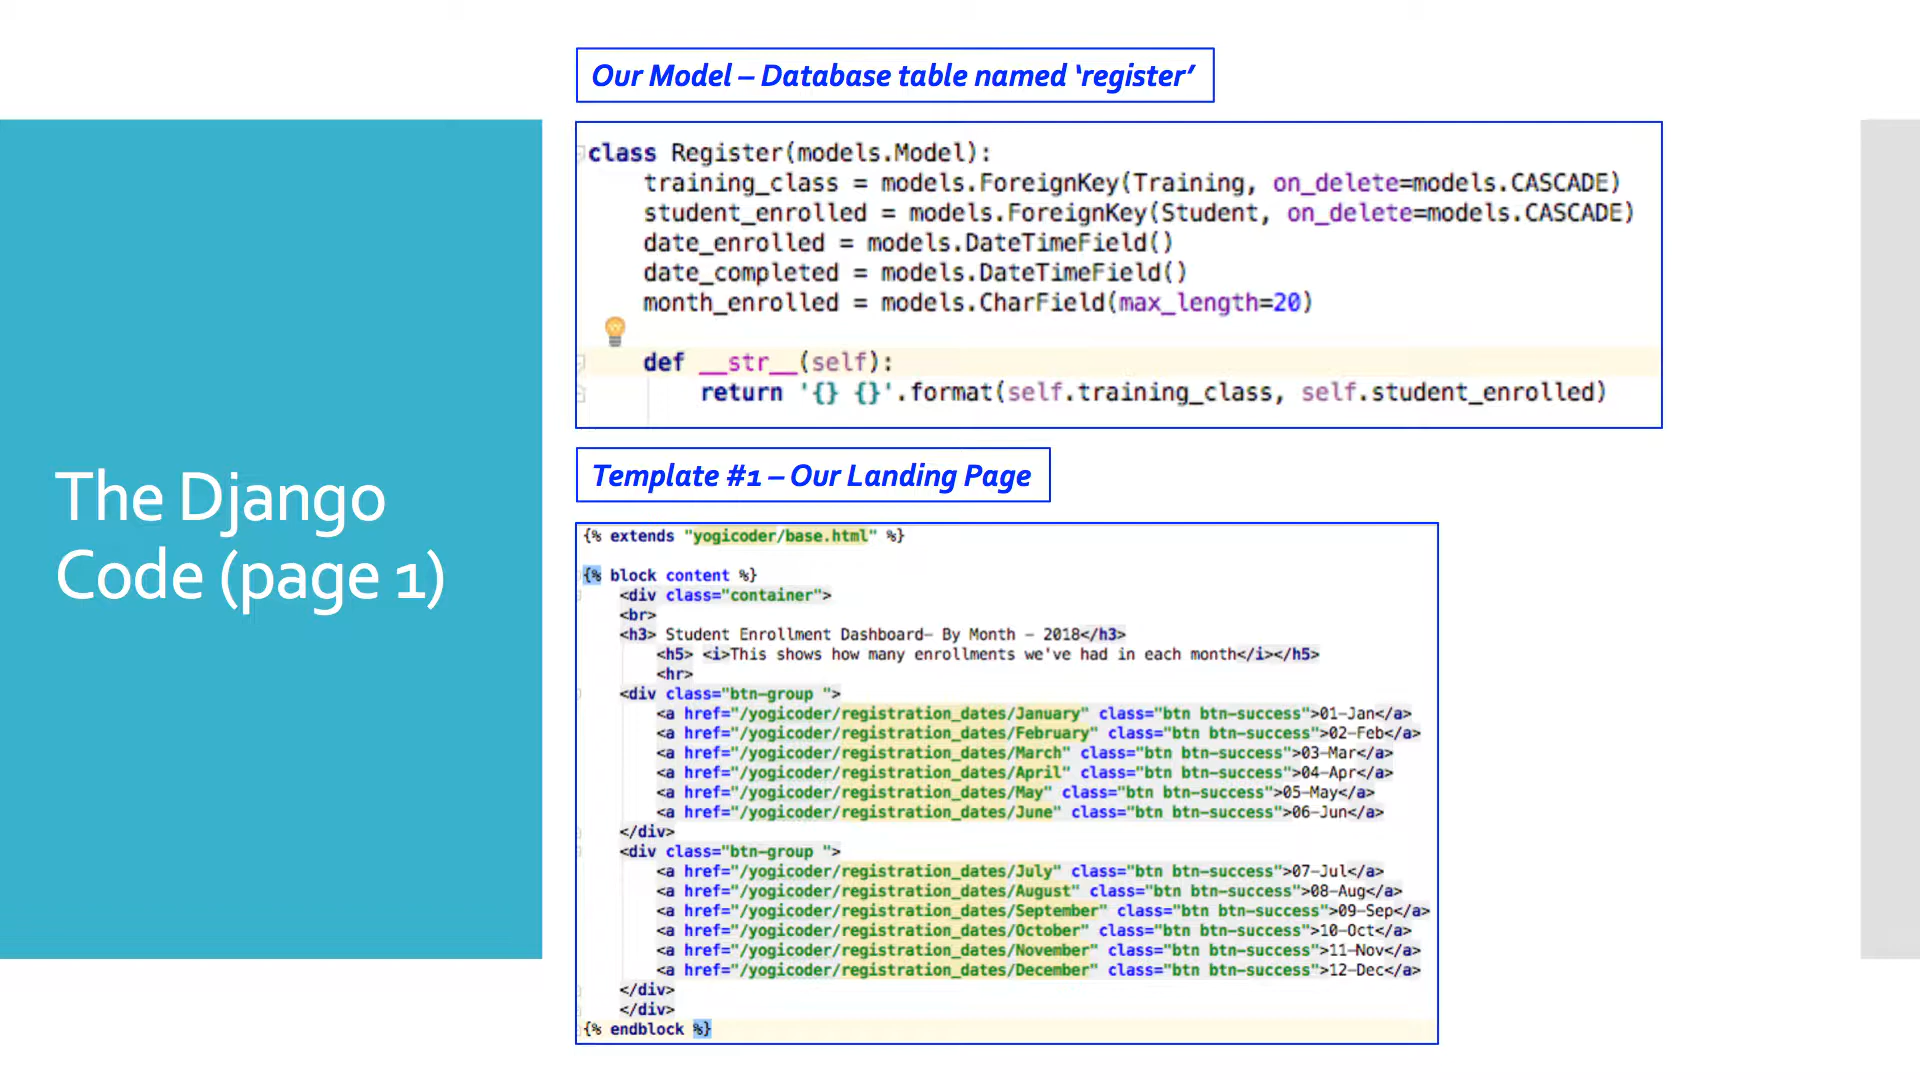 The Django
Code (page 1)
Our Model – Database table named ‘register’
class Register(models.Model):
    training_class = models.ForeignKey(Training, on_delete=models.CASCADE)
    student_enrolled = models.ForeignKey(Student, on_delete=models.CASCADE)
    date_enrolled = models.DateTimeField()
    date_completed = models.DateTimeField()
    month_enrolled = models.CharField(max_length=20)
    def __str__(self):
        return '{} {}'.format(self.training_class, self.student_enrolled)
Template #1 – Our Landing Page
{% extends "yogicoder/base.html" %}
{% block content %}
    <div class="container">
    <br>
    <h3> Student Enrollment Dashboard- By Month - 2018</h3>
        <h5> <i>This shows how many enrollments we've had in each month</i></h5>
        <hr>
    <div class="btn-group ">
        <a href="/yogicoder/registration_dates/January" class="btn btn-success">01-Jan</a>
        <a href="/yogicoder/registration_dates/February" class="btn btn-success">02-Feb</a>
        <a href="/yogicoder/registration_dates/March" class="btn btn-success">03-Mar</a>
        <a href="/yogicoder/registration_dates/April" class="btn btn-success">04-Apr</a>
        <a href="/yogicoder/registration_dates/May" class="btn btn-success">05-May</a>
        <a href="/yogicoder/registration_dates/June" class="btn btn-success">06-Jun</a>
    </div>
    <div class="btn-group ">
        <a href="/yogicoder/registration_dates/July" class="btn btn-success">07-Jul</a>
        <a href="/yogicoder/registration_dates/August" class="btn btn-success">08-Aug</a>
        <a href="/yogicoder/registration_dates/September" class="btn btn-success">09-Sep</a>
        <a href="/yogicoder/registration_dates/October" class="btn btn-success">10-Oct</a>
        <a href="/yogicoder/registration_dates/November" class="btn btn-success">11-Nov</a>
        <a href="/yogicoder/registration_dates/December" class="btn btn-success">12-Dec</a>
    </div>
    </div>
{% endblock %}